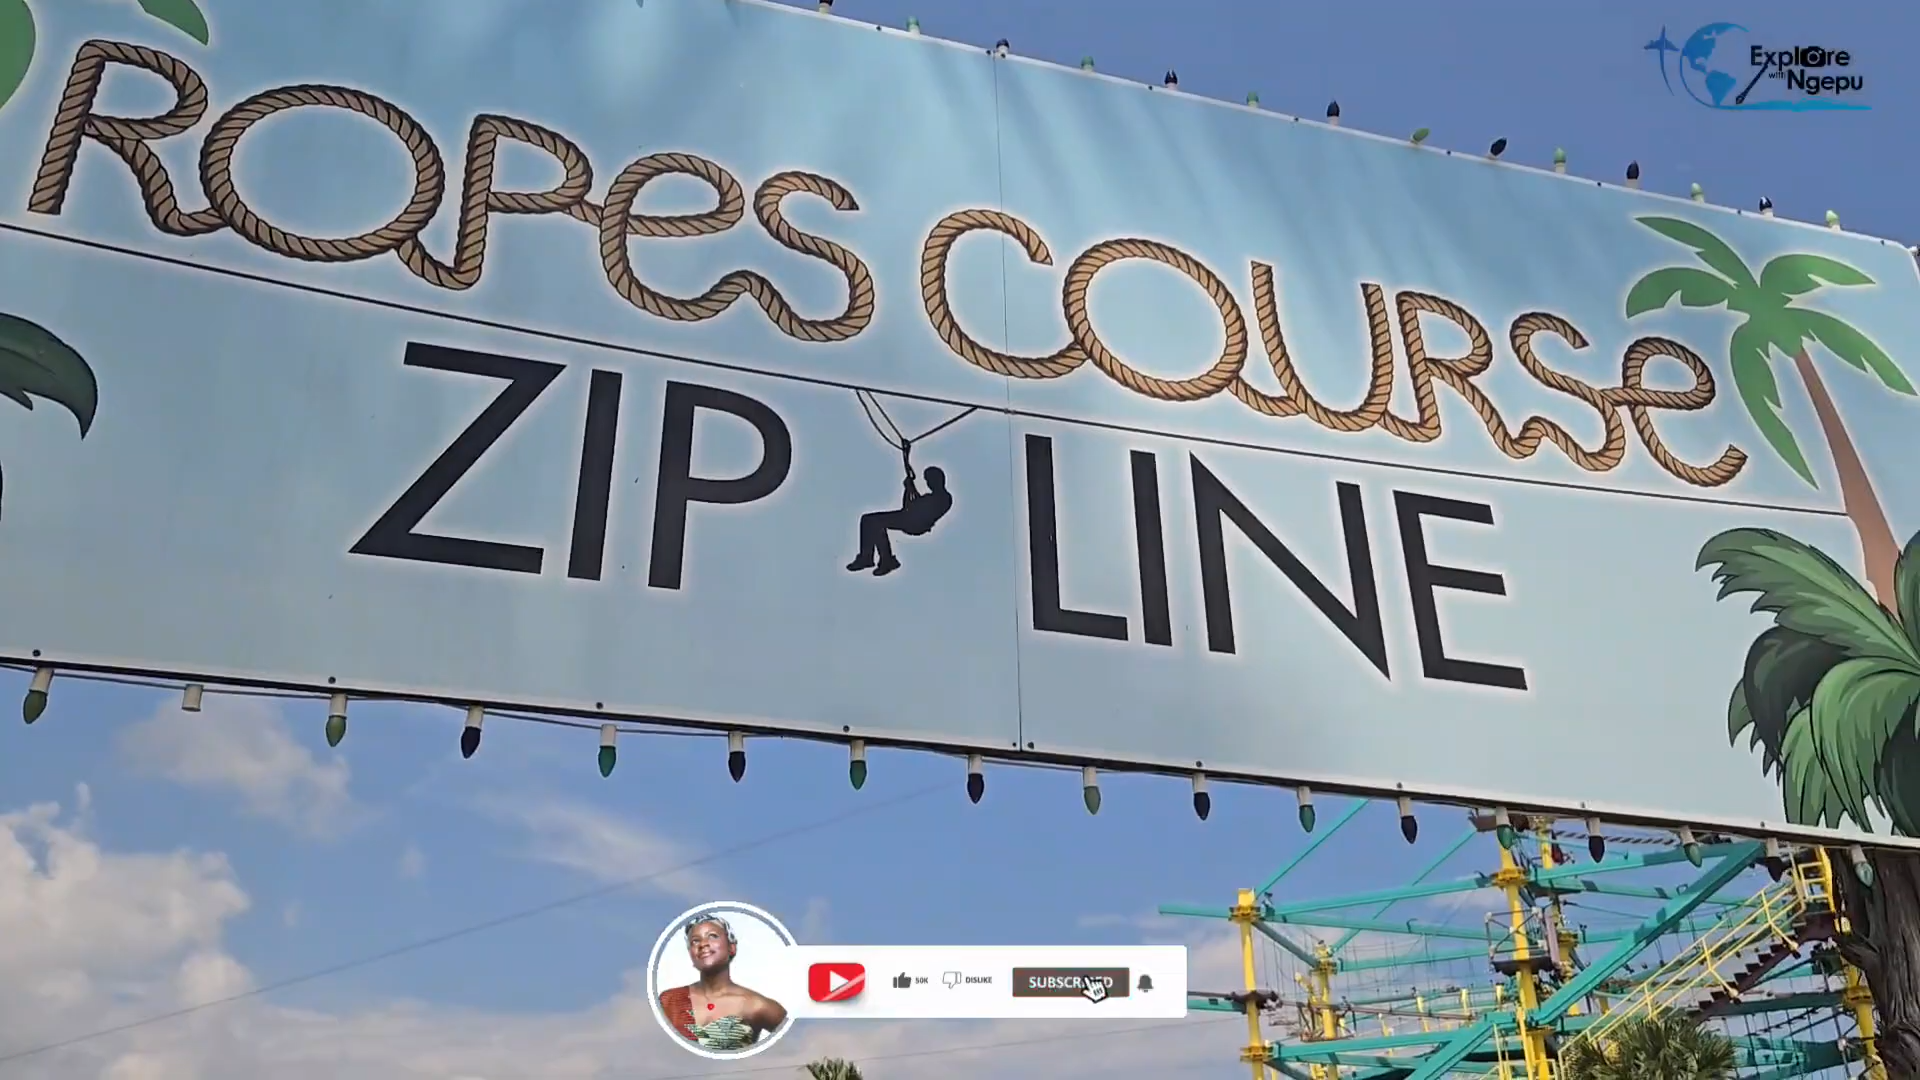 Explore
with Ngepu
ROPES COURSE
ZIP LINE
50K DISLIKE SUBSCRIBED